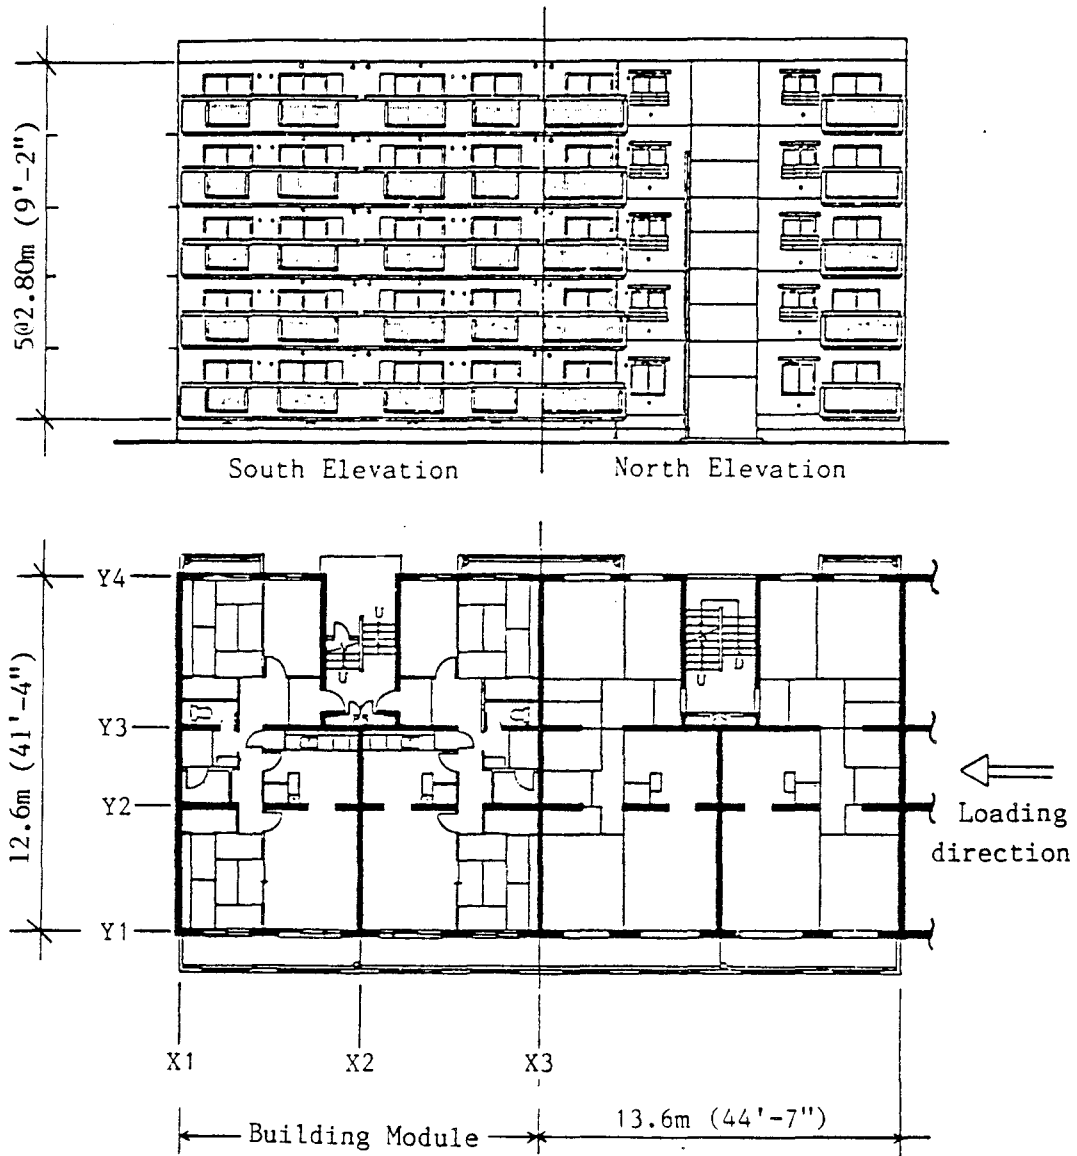 5@2.80m (9'-2")
South Elevation
North Elevation
Y4
Y3
Y2
Y1
12.6m (41'-4")
U
U
U
U
Loading
direction
X1
X2
X3
Building Module
13.6m (44'-7")